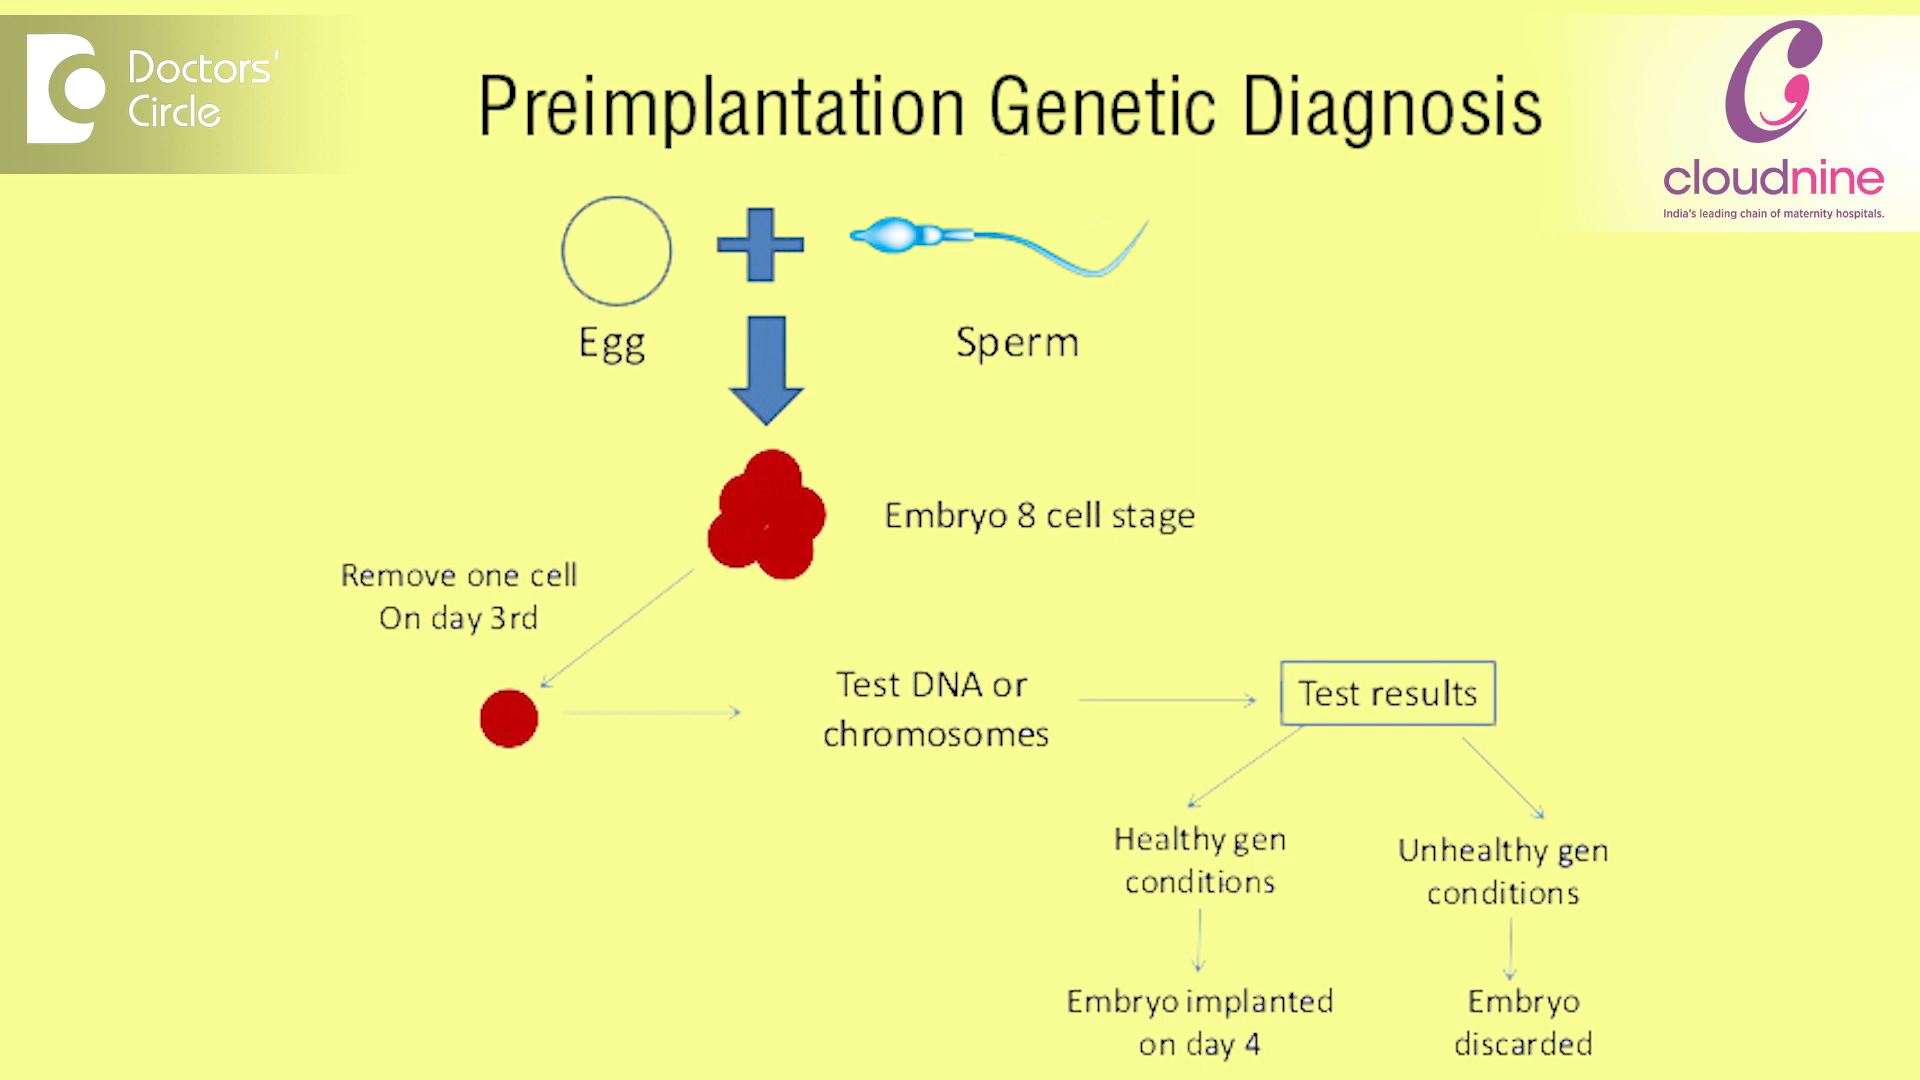 Doctors'
Circle
Preimplantation Genetic Diagnosis
cloudnine
India's leading chain of maternity hospitals.
Egg
Sperm
Embryo 8 cell stage
Remove one cell
On day 3rd
Test DNA or
chromosomes
Test results
Healthy gen
conditions
Unhealthy gen
conditions
Embryo implanted
on day 4
Embryo
discarded